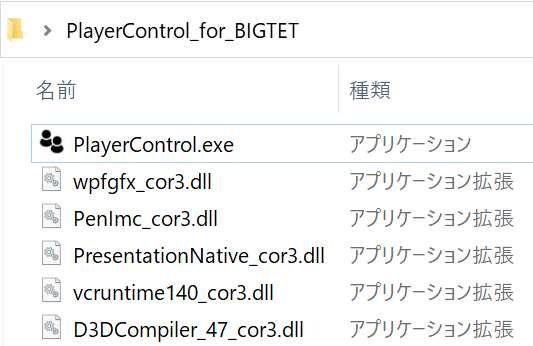 PlayerControl_for_BIGTET
名前 種類
PlayerControl.exe アプリケーション
wpfgfx_cor3.dll アプリケーション拡張
PenImc_cor3.dll アプリケーション拡張
PresentationNative_cor3.dll アプリケーション拡張
vcruntime140_cor3.dll アプリケーション拡張
D3DCompiler_47_cor3.dll アプリケーション拡張